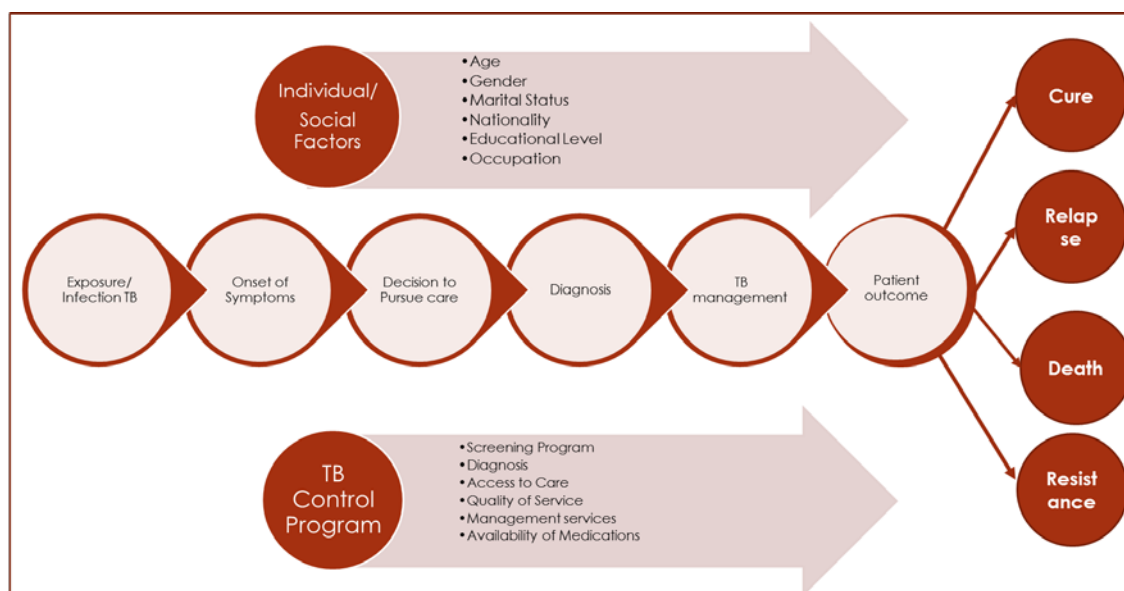 Individual/
Social
Factors
•Age
•Gender
•Marital Status
•Nationality
•Educational Level
•Occupation
Cure
Relap
se
Death
Resist
ance
Exposure/
Infection TB
Onset of
Symptoms
Decision to
Pursue care
Diagnosis
TB
management
Patient
outcome
TB
Control
Program
•Screening Program
•Diagnosis
•Access to Care
•Quality of Service
•Management services
•Availability of Medications